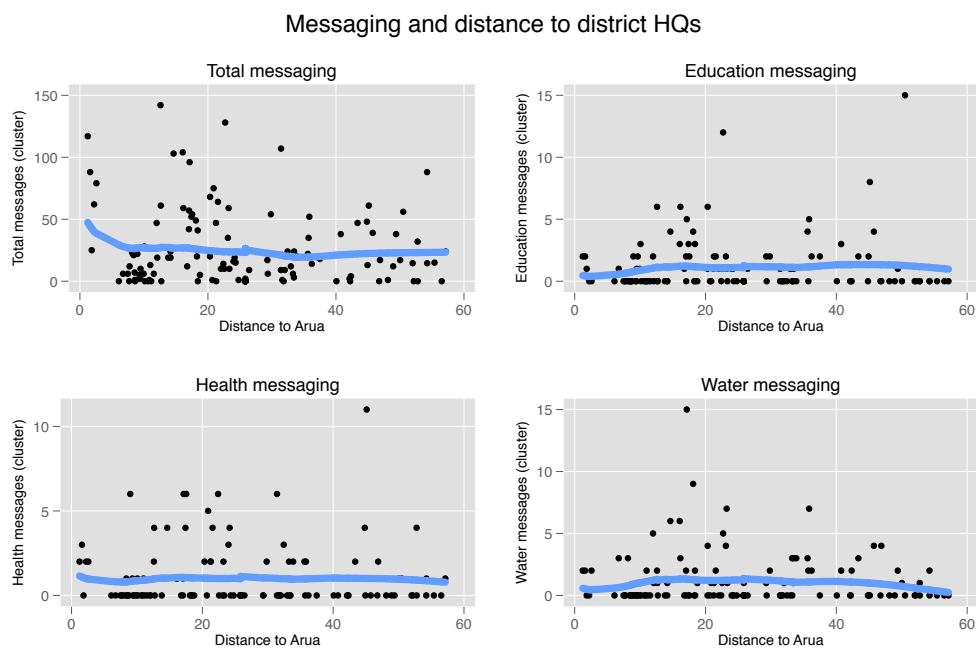 Messaging and distance to district HQs
Total messaging
150
100
50
0
Total messages (cluster)
0 20 40 60
Distance to Arua
Education messaging
15
10
5
0
Education messages (cluster)
0 20 40 60
Distance to Arua
Health messaging
10
5
0
Health messages (cluster)
0 20 40 60
Distance to Arua
Water messaging
15
10
5
0
Water messages (cluster)
0 20 40 60
Distance to Arua